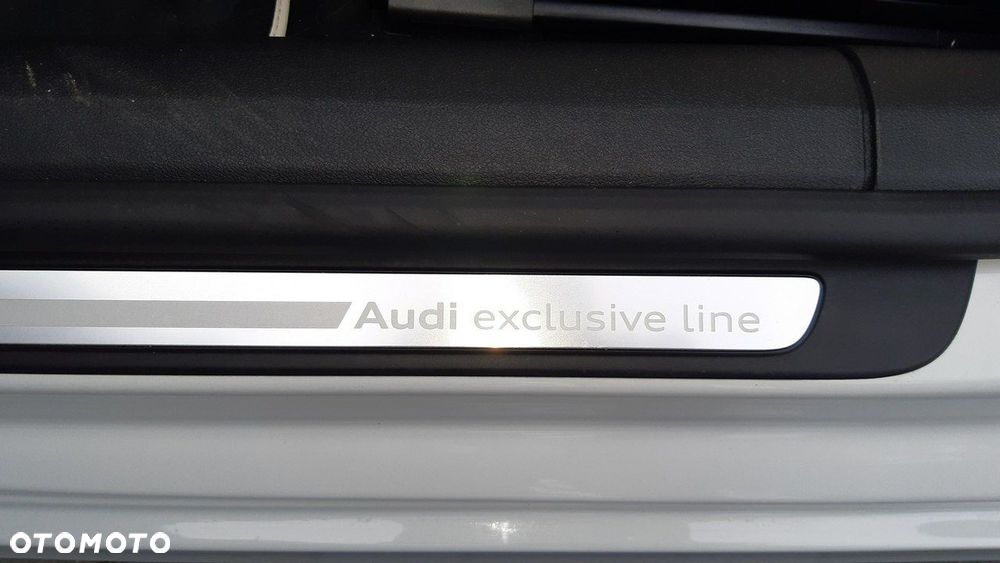 Audi exclusive line
OTOMOTO